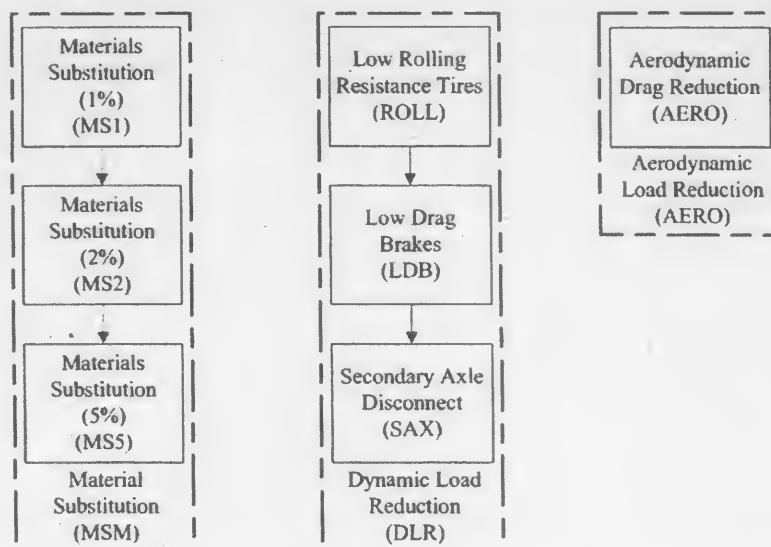 Materials
Substitution
(1%)
(MS1)
Materials
Substitution
(2%)
(MS2)
Materials
Substitution
(5%)
(MS5)
Material
Substitution
(MSM)
Low Rolling
Resistance Tires
(ROLL)
Low Drag
Brakes
(LDB)
Secondary Axle
Disconnect
(SAX)
Dynamic Load
Reduction
(DLR)
Aerodynamic
Drag Reduction
(AERO)
Aerodynamic
Load Reduction
(AERO)